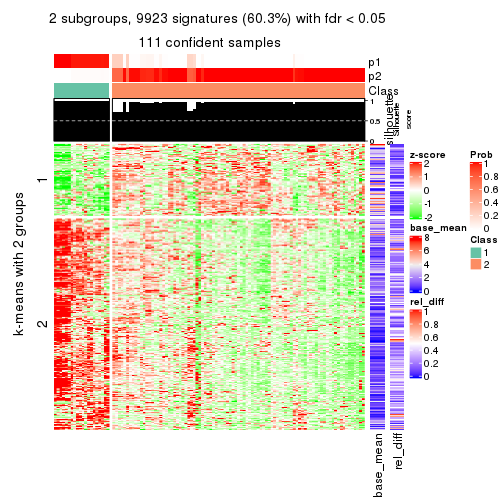 2 subgroups, 9923 signatures (60.3%) with fdr < 0.05
111 confident samples
p1
p2
Class
1
0.5
0
silhouette
silhouette
score
k-means with 2 groups
1
2
base_mean
rel_diff
z-score
2
1
0
-1
-2
base_mean
8
6
4
2
0
rel_diff
1
0.8
0.6
0.4
0.2
0
Prob
1
0.8
0.6
0.4
0.2
0
Class
1
2